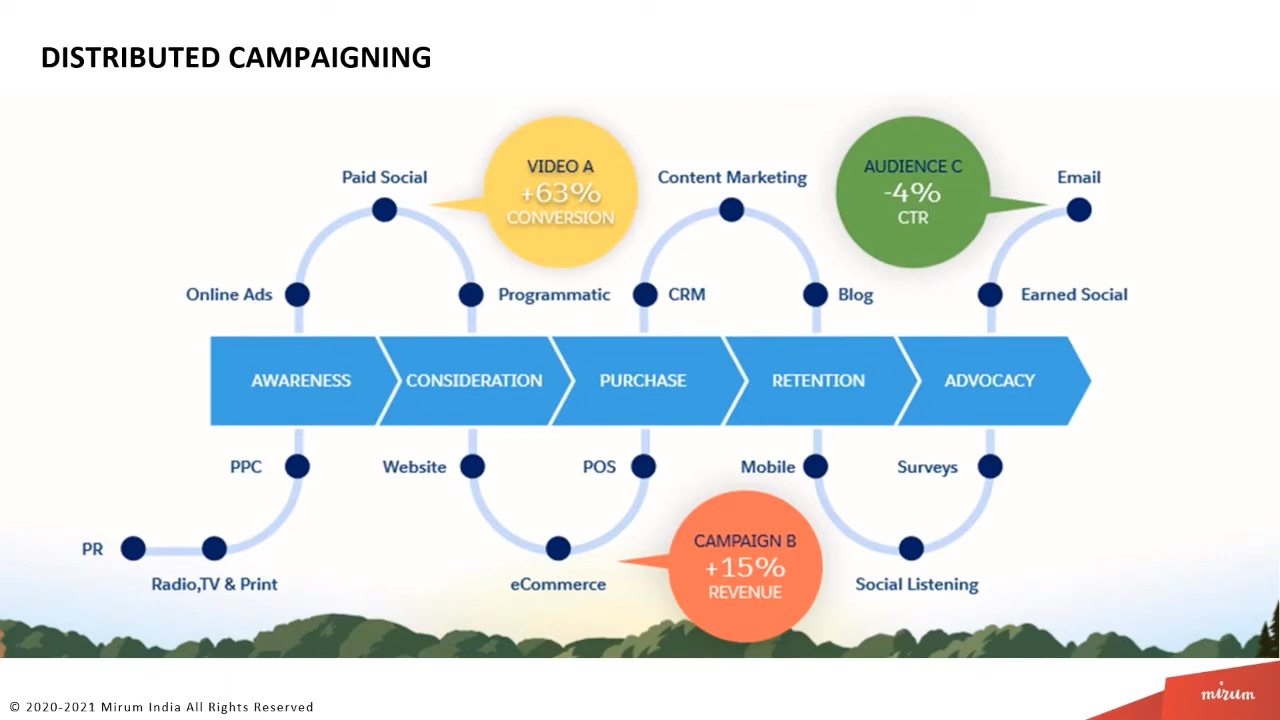 DISTRIBUTED CAMPAIGNING
VIDEO A
+63%
CONVERSION
AUDIENCE C
-4%
CTR
Paid Social
Content Marketing
Email
Online Ads
Programmatic
CRM
Blog
Earned Social
AWARENESS
CONSIDERATION
PURCHASE
RETENTION
ADVOCACY
PPC
Website
POS
Mobile
Surveys
PR
Radio,TV & Print
eCommerce
CAMPAIGN B
+15%
REVENUE
Social Listening
© 2020-2021 Mirum India All Rights Reserved
mirum